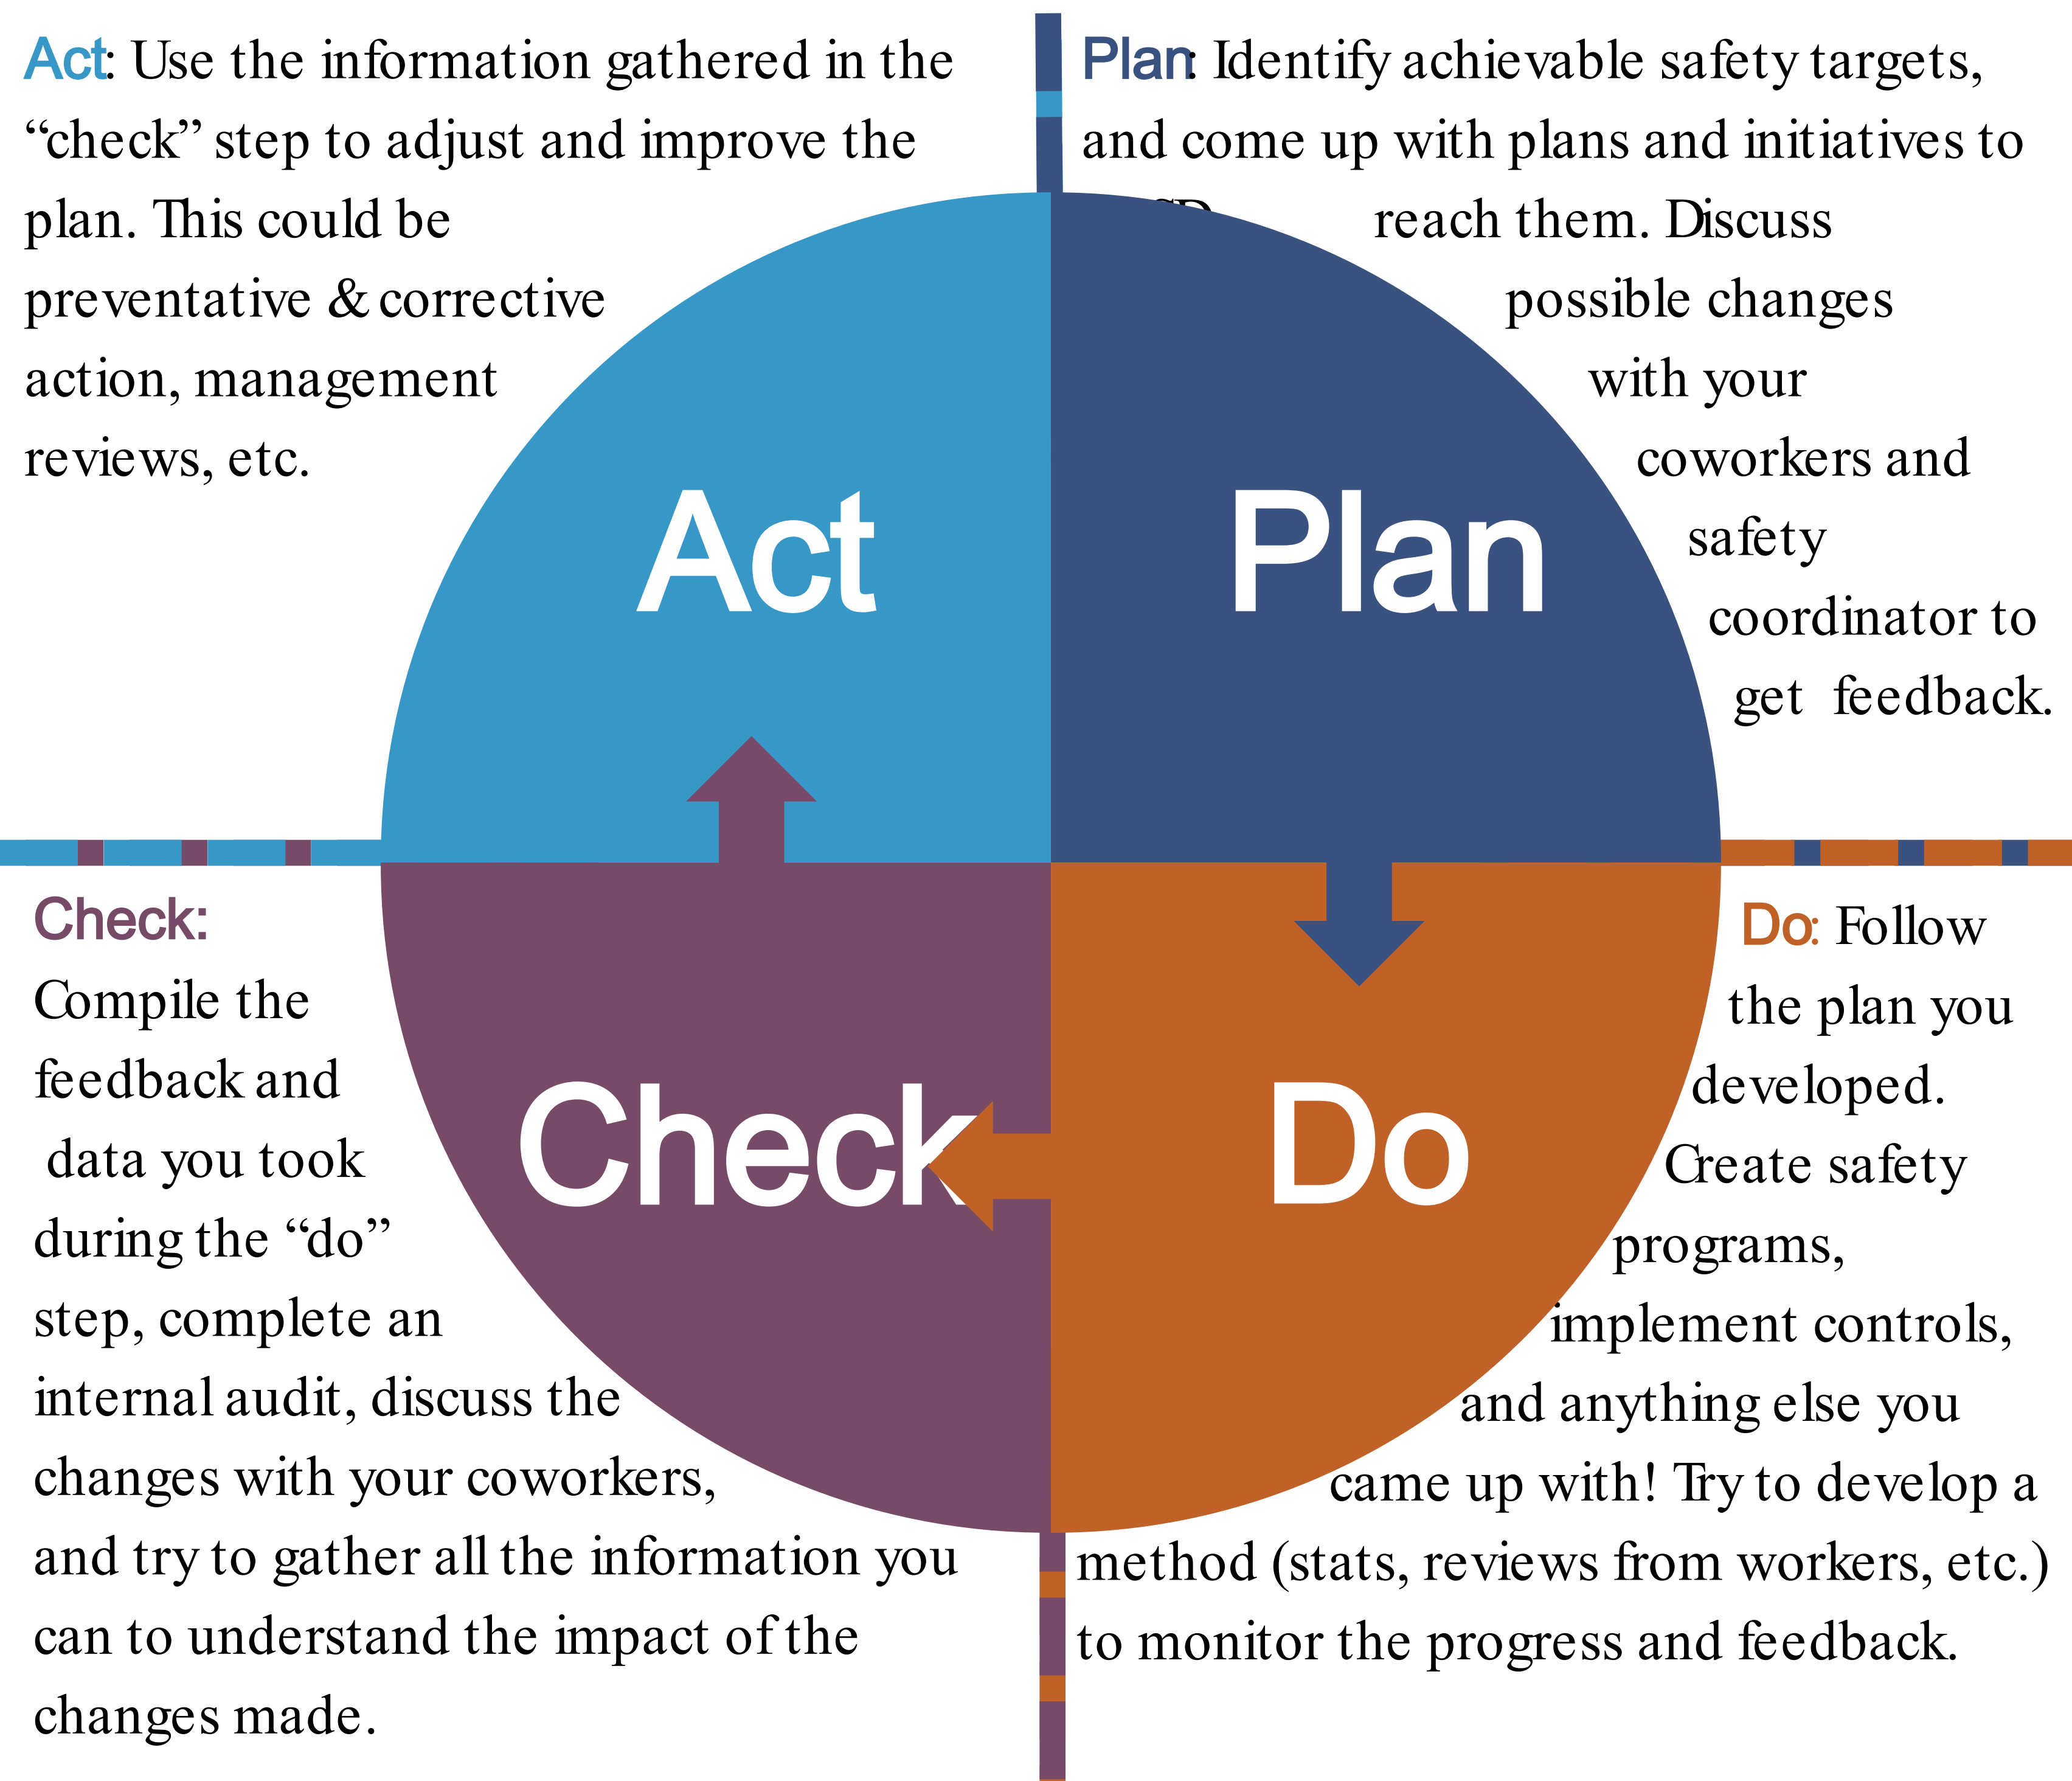 Act: Use the information gathered in the
“check” step to adjust and improve the
plan. This could be
preventative & corrective
action, management
reviews, etc.
Plan: Identify achievable safety targets,
and come up with plans and initiatives to
reach them. Discuss
possible changes
with your
coworkers and
safety
coordinator to
get feedback.
Act
Plan
Check
Do
Check:
Compile the
feedback and
data you took
during the “do”
step, complete an
internal audit, discuss the
changes with your coworkers,
and try to gather all the information you
can to understand the impact of the
changes made.
Do: Follow
the plan you
developed.
Create safety
programs,
implement controls,
and anything else you
came up with! Try to develop a
method (stats, reviews from workers, etc.)
to monitor the progress and feedback.